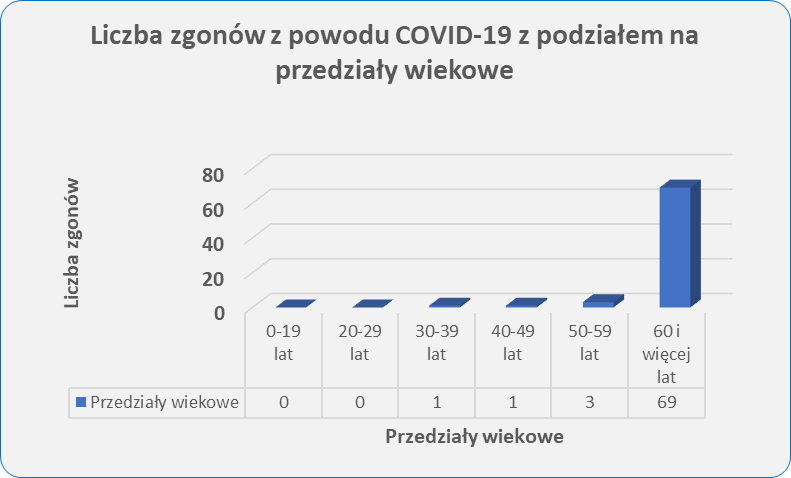 Liczba zgonów z powodu COVID-19 z podziałem na
przedziały wiekowe
Liczba zgonów
80
60
40
20
0
0-19 20-29 30-39 40-49 50-59 60 i
lat lat lat lat lat więcej
lat
Przedziały wiekowe 0 0 1 1 3 69
Przedziały wiekowe